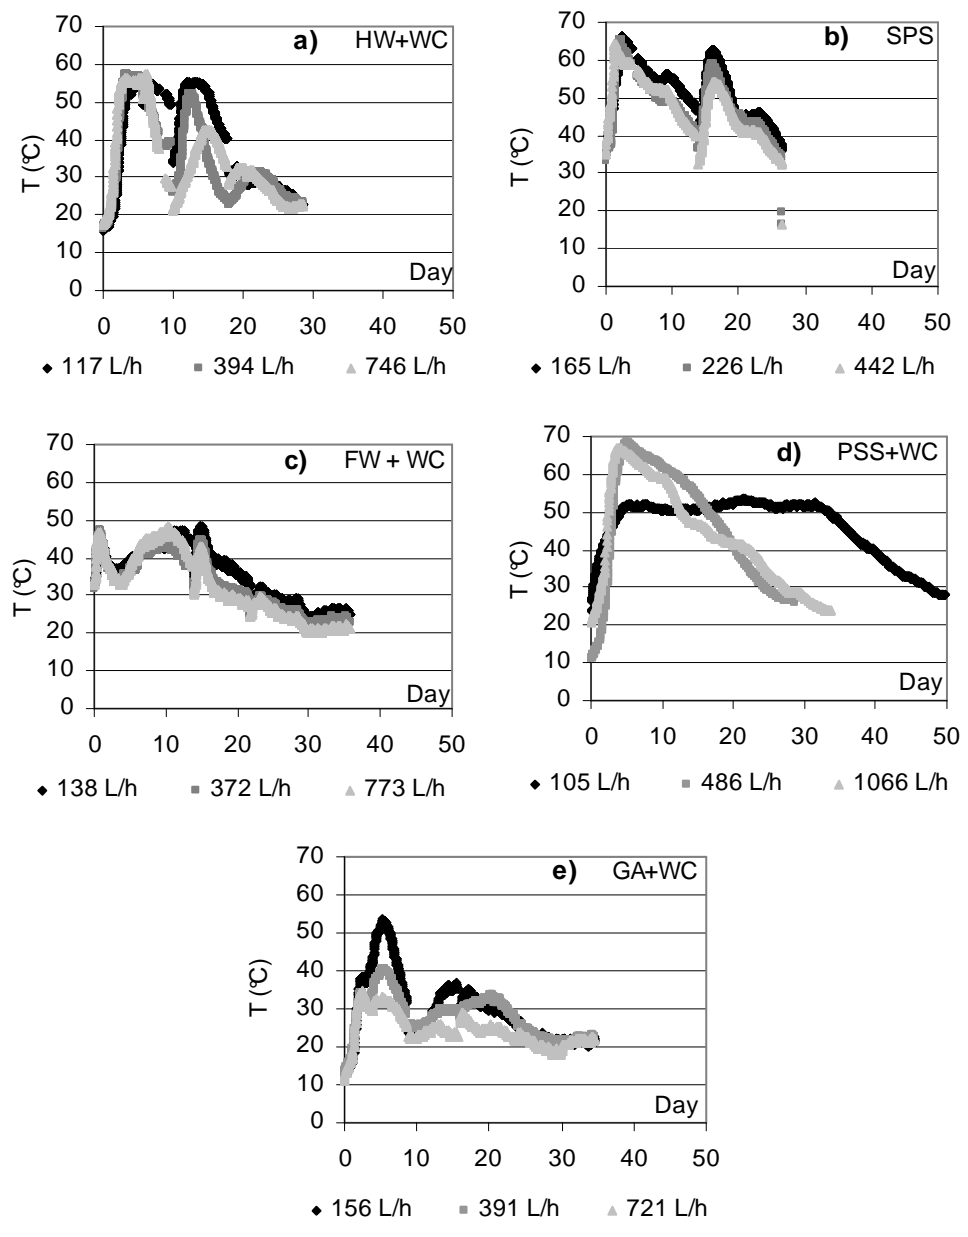 a) HW+WC
T (°C)
70
60
50
40
30
20
10
0
Day
0 10 20 30 40 50
117 L/h 394 L/h 746 L/h
b) SPS
T (°C)
70
60
50
40
30
20
10
0
Day
0 10 20 30 40 50
165 L/h 226 L/h 442 L/h
c) FW + WC
T (°C)
70
60
50
40
30
20
10
0
Day
0 10 20 30 40 50
138 L/h 372 L/h 773 L/h
d) PSS+WC
T (°C)
70
60
50
40
30
20
10
0
Day
0 10 20 30 40 50
105 L/h 486 L/h 1066 L/h
e) GA+WC
T (°C)
70
60
50
40
30
20
10
0
Day
0 10 20 30 40 50
156 L/h 391 L/h 721 L/h